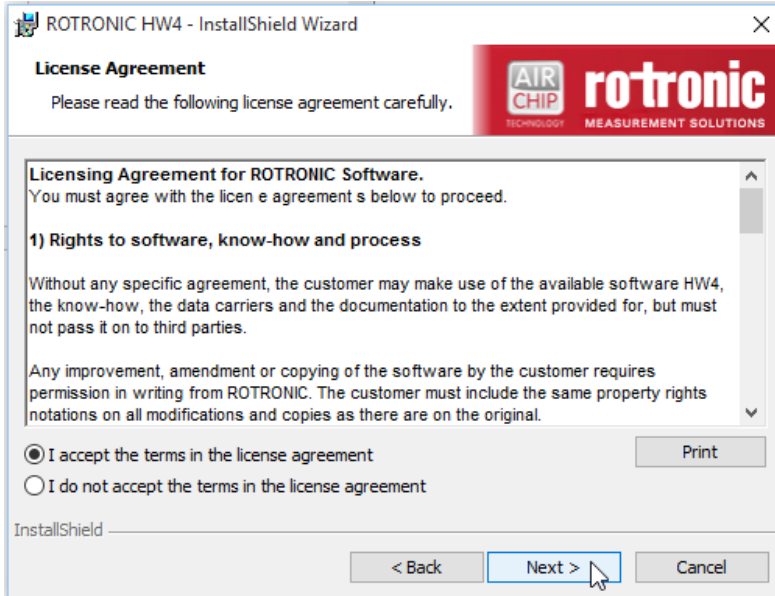 ROTRONIC HW4 - InstallShield Wizard
License Agreement
Please read the following license agreement carefully.
AIR
CHIP
TECHNOLOGY
rotronic
MEASUREMENT SOLUTIONS
Licensing Agreement for ROTRONIC Software.
You must agree with the licen e agreement s below to proceed.
1) Rights to software, know-how and process
Without any specific agreement, the customer may make use of the available software HW4,
the know-how, the data carriers and the documentation to the extent provided for, but must
not pass it on to third parties.
Any improvement, amendment or copying of the software by the customer requires
permission in writing from ROTRONIC. The customer must include the same property rights
notations on all modifications and copies as there are on the original.
I accept the terms in the license agreement
Print
I do not accept the terms in the license agreement
InstallShield
< Back
Next >
Cancel